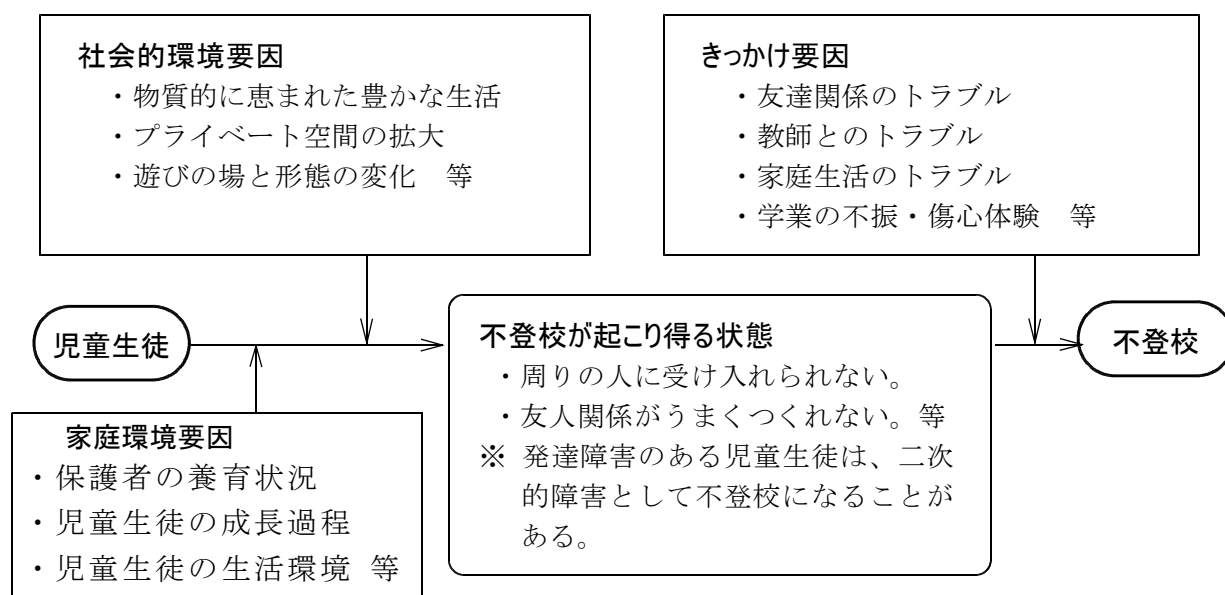 社会的環境要因
・物質的に恵まれた豊かな生活
・プライベート空間の拡大
・遊びの場と形態の変化　等
きっかけ要因
・友達関係のトラブル
・教師とのトラブル
・家庭生活のトラブル
・学業の不振・傷心体験　等
児童生徒
不登校が起こり得る状態
・周りの人に受け入れられない。
・友人関係がうまくつくれない。等
※ 発達障害のある児童生徒は、二次
的障害として不登校になることが
ある。
不登校
家庭環境要因
・保護者の養育状況
・児童生徒の成長過程
・児童生徒の生活環境 等